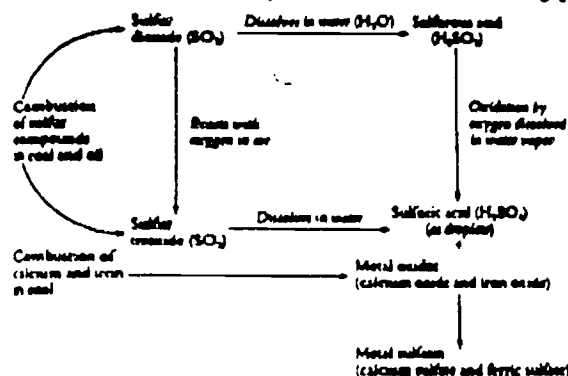 Sulfur
dioxide (SO₂)
Dissolves in water (H₂O)
Sulfurous acid
(H₂SO₃)
Combustion
of sulfur
compounds
in coal and oil
Reacts with
oxygen in air
Oxidation by
oxygen dissolved
in water vapor
Sulfur
trioxide (SO₃)
Dissolves in water
Sulfuric acid (H₂SO₄)
(as droplets)
+
Combustion of
calcium and iron
in coal
Metal oxides
(calcium oxide and iron oxide)
Metal sulfates
(calcium sulfate and ferric sulfate)